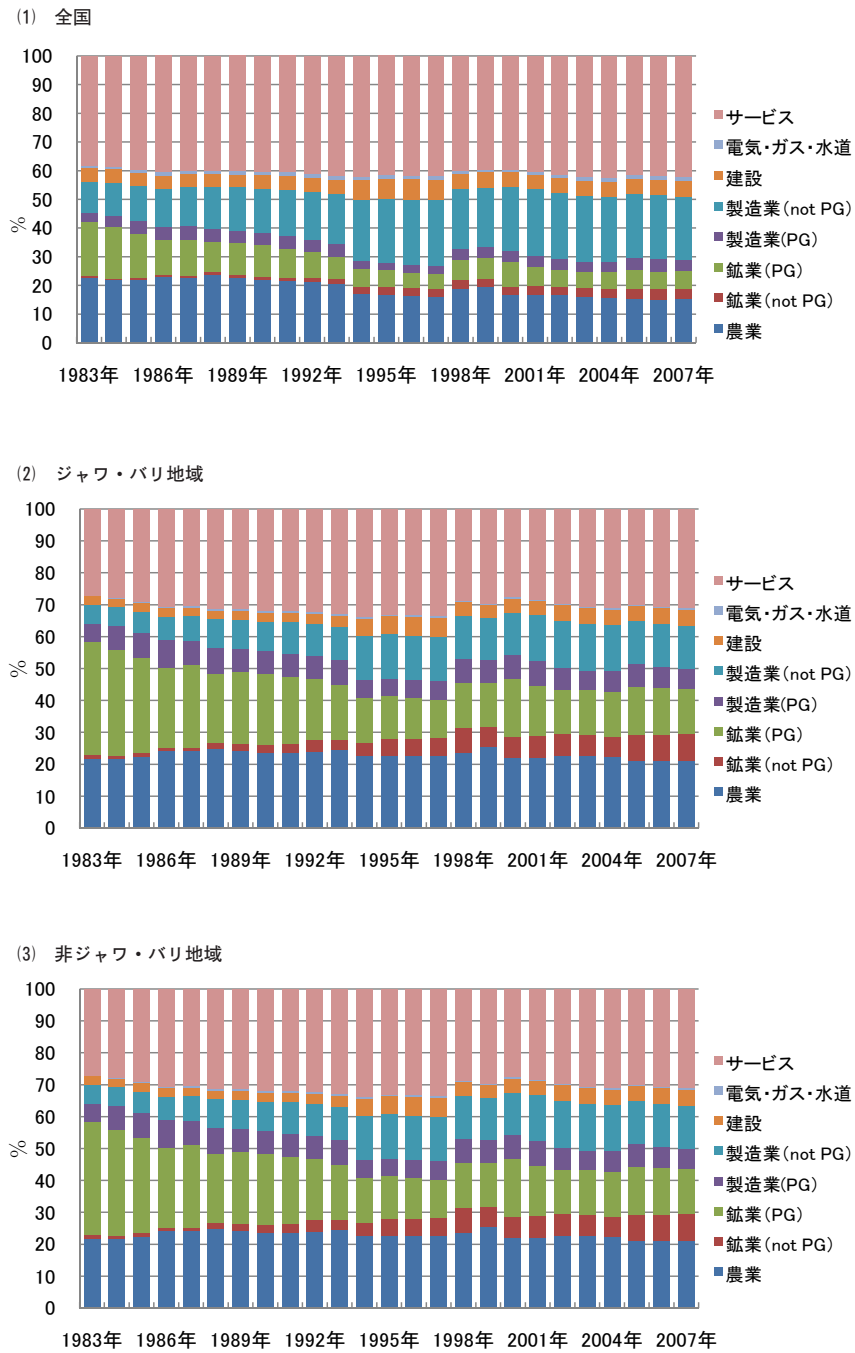 (1) 全国
100
90
80
70
60
50
40
30
20
10
0
%
1983年 1986年 1989年 1992年 1995年 1998年 2001年 2004年 2007年
サービス
電気・ガス・水道
建設
製造業(not PG)
製造業(PG)
鉱業(PG)
鉱業(not PG)
農業
(2) ジャワ・バリ地域
100
90
80
70
60
50
40
30
20
10
0
%
1983年 1986年 1989年 1992年 1995年 1998年 2001年 2004年 2007年
サービス
電気・ガス・水道
建設
製造業(not PG)
製造業(PG)
鉱業(PG)
鉱業(not PG)
農業
(3) 非ジャワ・バリ地域
100
90
80
70
60
50
40
30
20
10
0
%
1983年 1986年 1989年 1992年 1995年 1998年 2001年 2004年 2007年
サービス
電気・ガス・水道
建設
製造業(not PG)
製造業(PG)
鉱業(PG)
鉱業(not PG)
農業